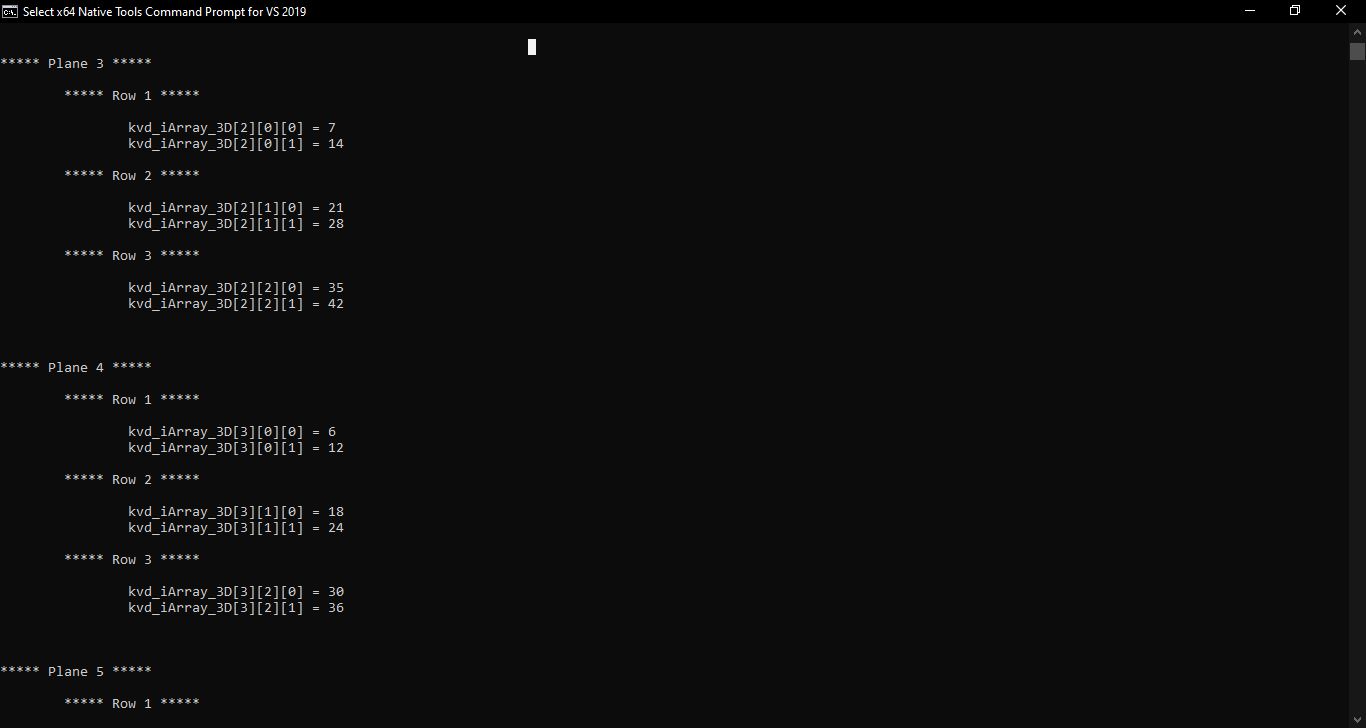 Select x64 Native Tools Command Prompt for VS 2019
***** Plane 3 *****
***** Row 1 *****
kvd_iArray_3D[2][0][0] = 7
kvd_iArray_3D[2][0][1] = 14
***** Row 2 *****
kvd_iArray_3D[2][1][0] = 21
kvd_iArray_3D[2][1][1] = 28
***** Row 3 *****
kvd_iArray_3D[2][2][0] = 35
kvd_iArray_3D[2][2][1] = 42
***** Plane 4 *****
***** Row 1 *****
kvd_iArray_3D[3][0][0] = 6
kvd_iArray_3D[3][0][1] = 12
***** Row 2 *****
kvd_iArray_3D[3][1][0] = 18
kvd_iArray_3D[3][1][1] = 24
***** Row 3 *****
kvd_iArray_3D[3][2][0] = 30
kvd_iArray_3D[3][2][1] = 36
***** Plane 5 *****
***** Row 1 *****